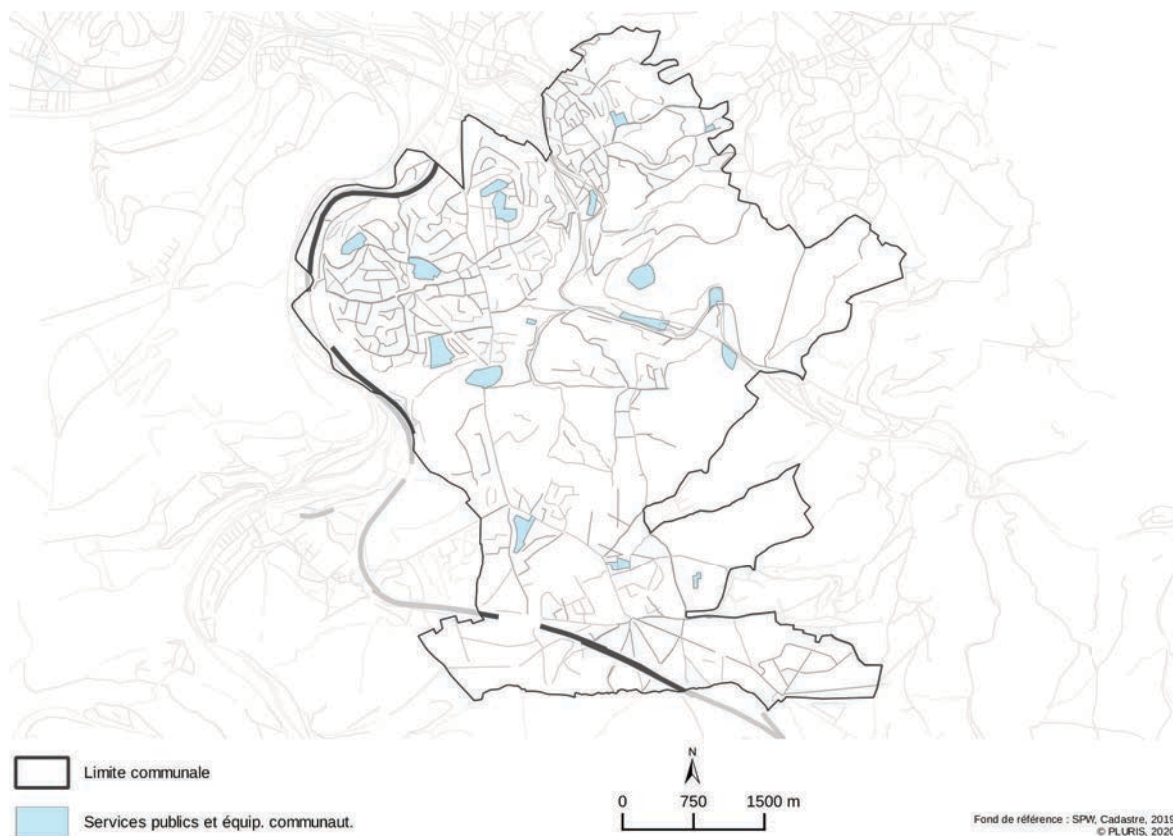 Limite communale
Services publics et équip. communaut.
N
0 750 1500 m
Fond de référence : SPW, Cadastre, 2019
© PLURIS, 2020